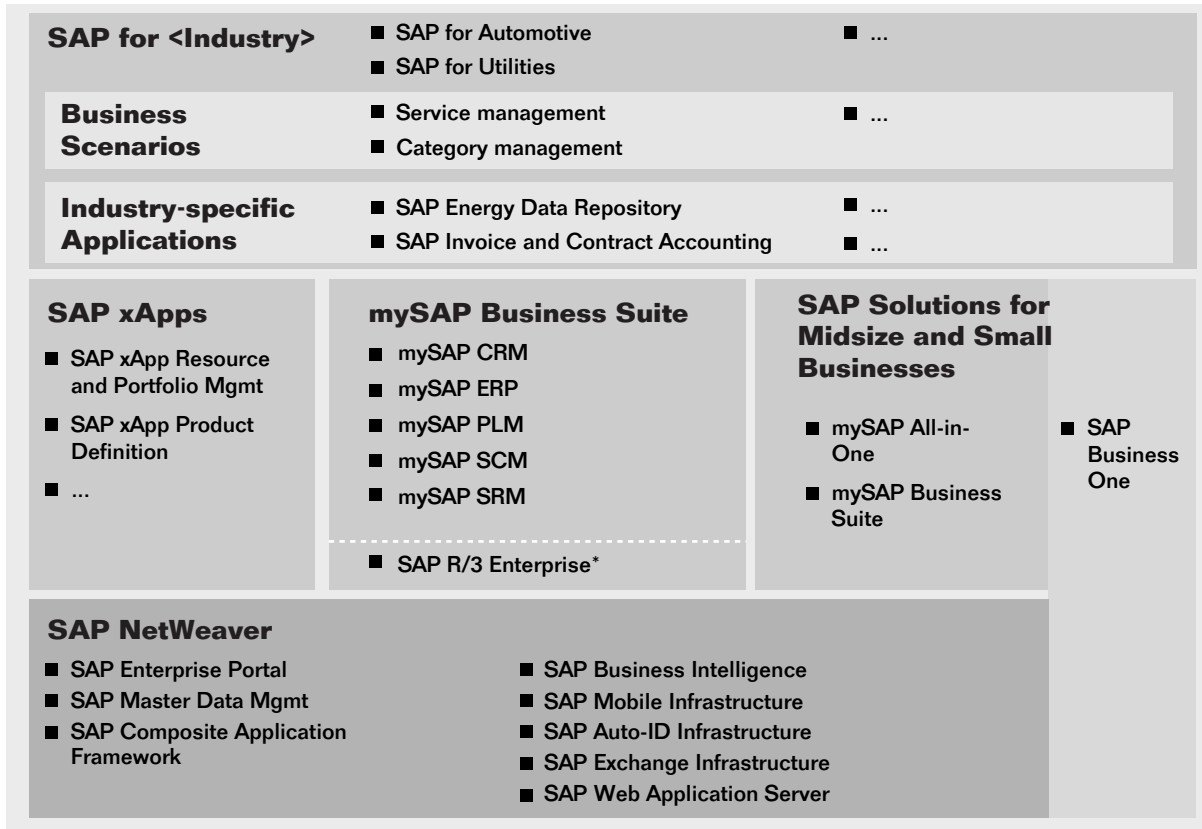 SAP for <Industry>
■ SAP for Automotive
■ ...
■ SAP for Utilities
Business
Scenarios
■ Service management
■ ...
■ Category management
Industry-specific
Applications
■ SAP Energy Data Repository
■ ...
■ SAP Invoice and Contract Accounting
■ ...
SAP xApps
■ SAP xApp Resource
and Portfolio Mgmt
■ SAP xApp Product
Definition
■ ...
mySAP Business Suite
■ mySAP CRM
■ mySAP ERP
■ mySAP PLM
■ mySAP SCM
■ mySAP SRM
■ SAP R/3 Enterprise*
SAP Solutions for
Midsize and Small
Businesses
■ mySAP All-in-
One
■ mySAP Business
Suite
■ SAP
Business
One
SAP NetWeaver
■ SAP Enterprise Portal
■ SAP Master Data Mgmt
■ SAP Composite Application
Framework
■ SAP Business Intelligence
■ SAP Mobile Infrastructure
■ SAP Auto-ID Infrastructure
■ SAP Exchange Infrastructure
■ SAP Web Application Server